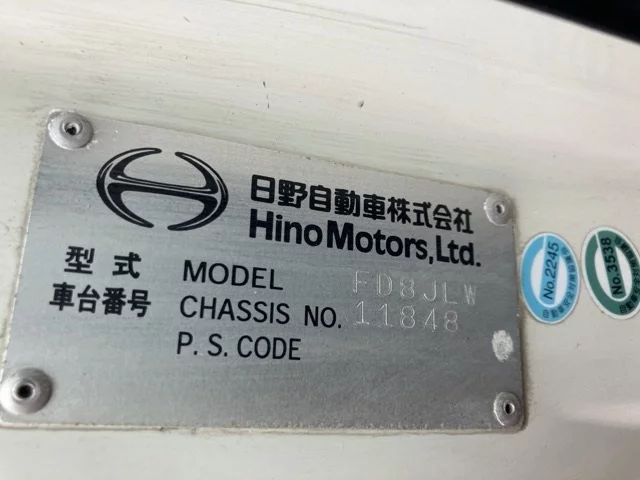 日野自動車株式会社
Hino Motors, Ltd.
型式 MODEL FD8JLW
車台番号 CHASSIS NO. 11848
P. S. CODE
No.2245
No.3538